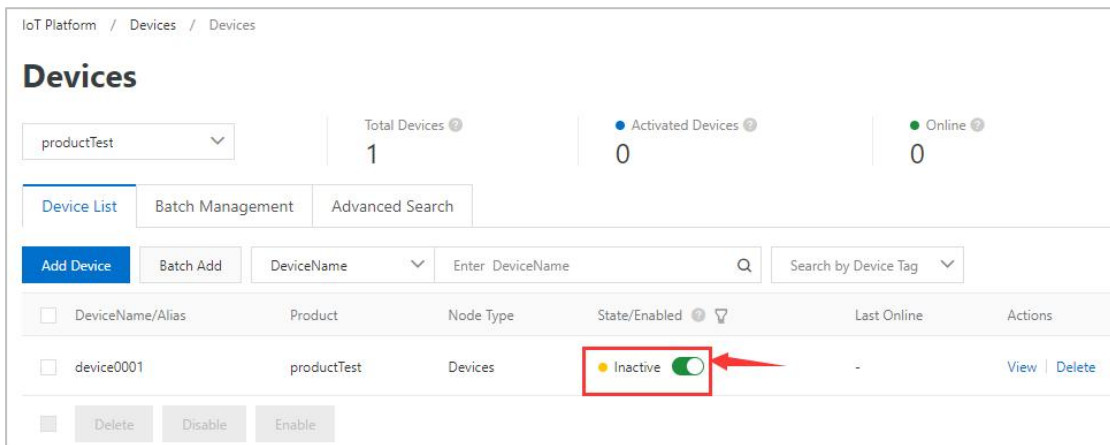 IoT Platform / Devices / Devices
Devices
productTest
Total Devices
1
Activated Devices
0
Online
0
Device List Batch Management Advanced Search
Add Device Batch Add DeviceName Enter DeviceName Search by Device Tag
DeviceName/Alias Product Node Type State/Enabled Last Online Actions
device0001 productTest Devices Inactive - View | Delete
Delete Disable Enable